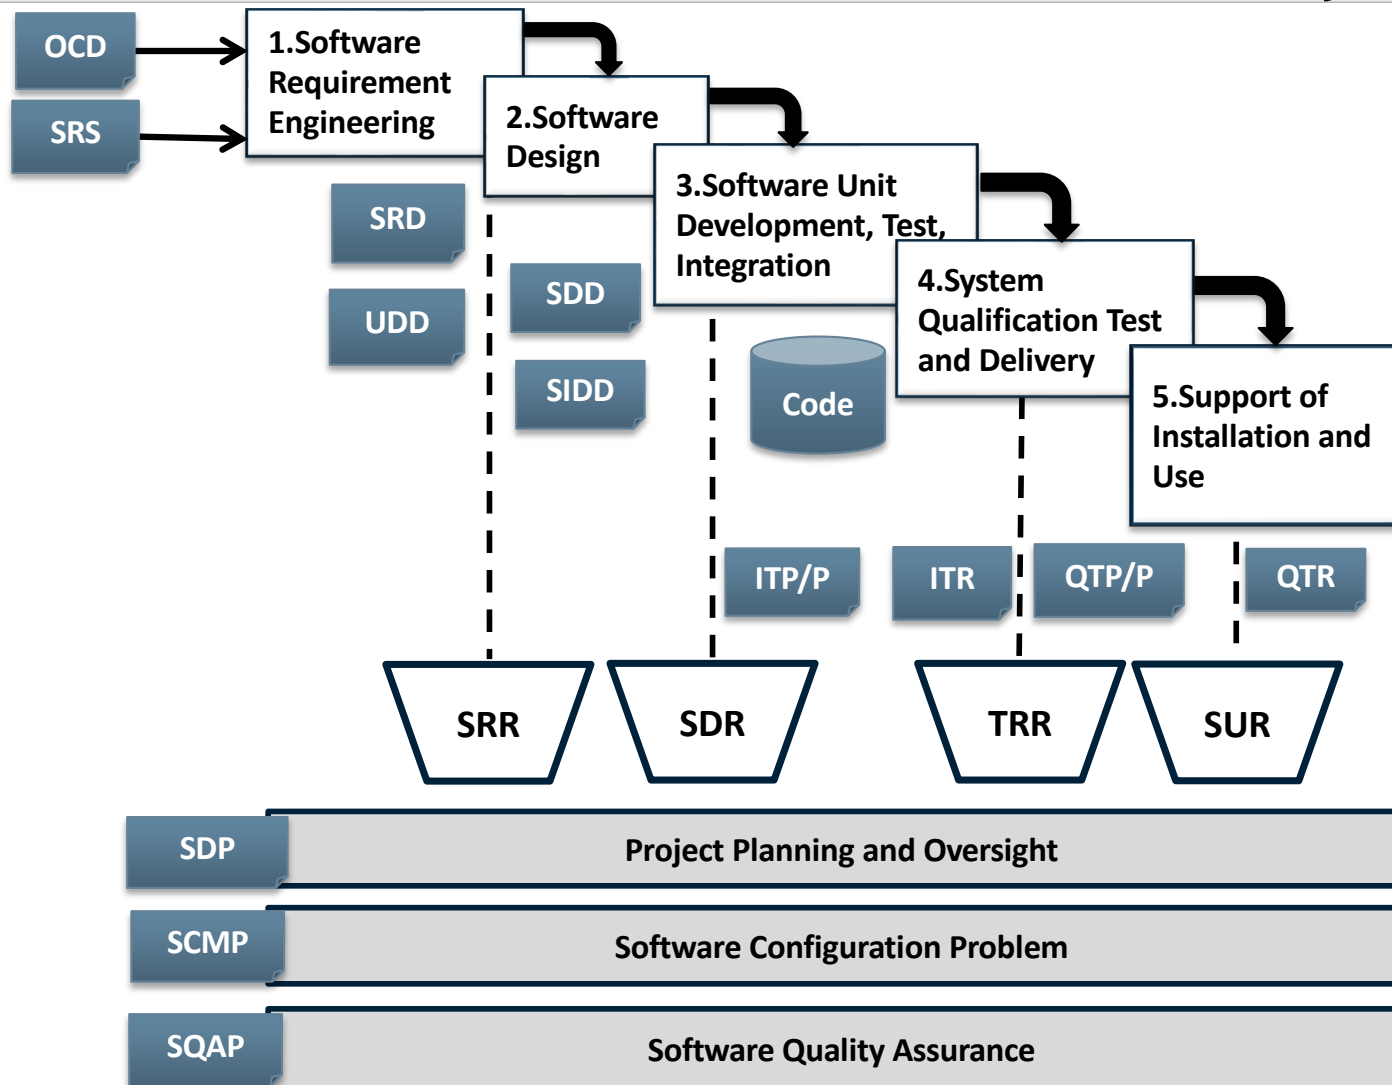 OCD
SRS
1.Software
Requirement
Engineering
2.Software
Design
3.Software Unit
Development, Test,
Integration
4.System
Qualification Test
and Delivery
5.Support of
Installation and
Use
SRD
UDD
SDD
SIDD
Code
ITP/P
ITR
QTP/P
QTR
SRR
SDR
TRR
SUR
SDP
Project Planning and Oversight
SCMP
Software Configuration Problem
SQAP
Software Quality Assurance